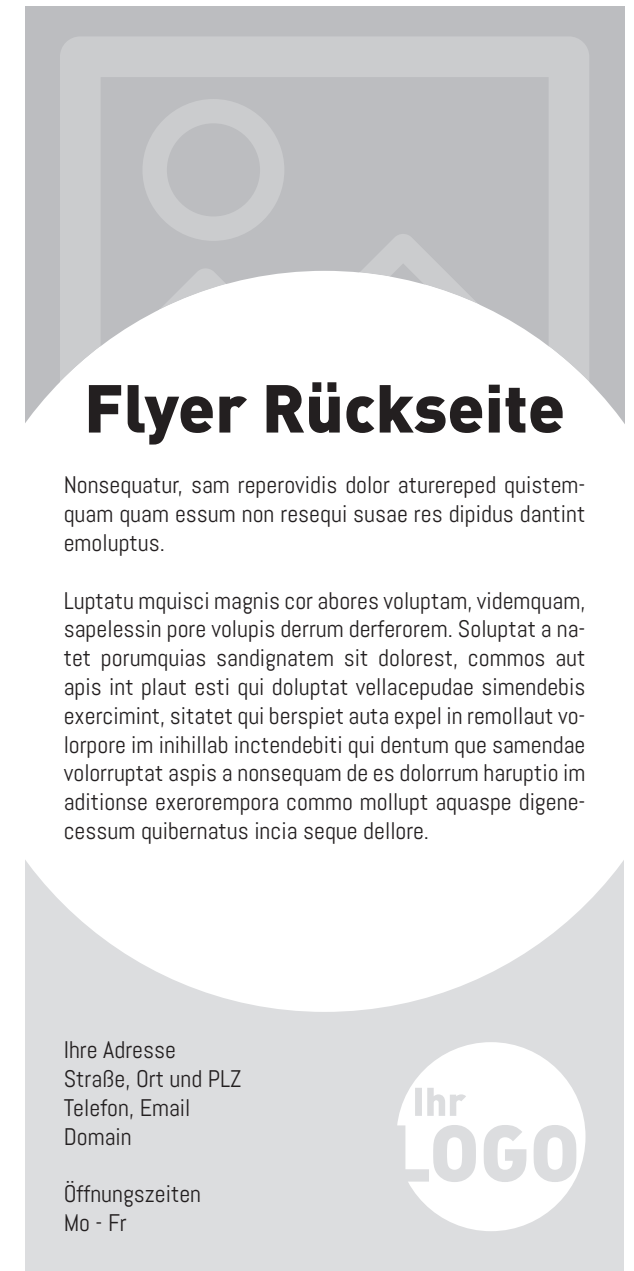 Flyer Rückseite
Nonsequatur, sam reperovidis dolor aturereped quistem-
quam quam essum non resequi susae res dipidus dantint
emoluptus.
Luptatu mquisci magnis cor abores voluptam, videmquam,
sapelessin pore volupis derrum derferorem. Soluptat a na-
tet porumquias sandignatem sit dolorest, commos aut
apis int plaut esti qui doluptat vellacepudae simendebis
exercimint, sitatet qui berspiet auta expel in remollaut vo-
lorpore im inihillab inctendebiti qui dentum que samendae
volorruptat aspis a nonsequam de es dolorrum haruptio im
aditionse exerorempora commo mollupt aquaspe digene-
cessum quibernatus incia seque dellore.
Ihre Adresse
Straße, Ort und PLZ
Telefon, Email
Domain
Öffnungszeiten
Mo - Fr
Ihr
LOGO